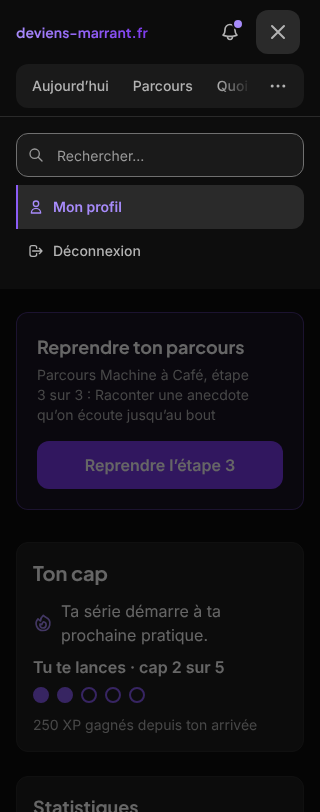 deviens-marrant.fr
Aujourd’hui Parcours Quoi
Rechercher...
Mon profil
Déconnexion
Reprendre ton parcours
Parcours Machine à Café, étape
3 sur 3 : Raconter une anecdote
qu’on écoute jusqu’au bout
Reprendre l’étape 3
Ton cap
Ta série démarre à ta
prochaine pratique.
Tu te lances · cap 2 sur 5
250 XP gagnés depuis ton arrivée
Statistiques